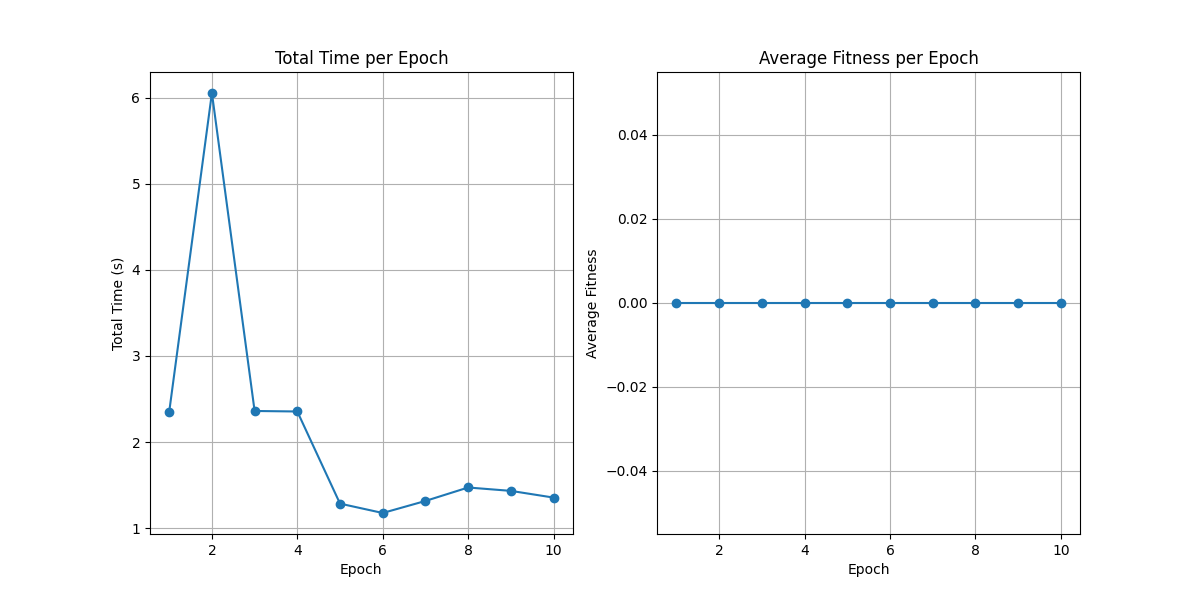 Total Time per Epoch
Total Time (s)
6
5
4
3
2
1
2 4 6 8 10
Epoch
Average Fitness per Epoch
Average Fitness
0.04
0.02
0.00
−0.02
−0.04
2 4 6 8 10
Epoch